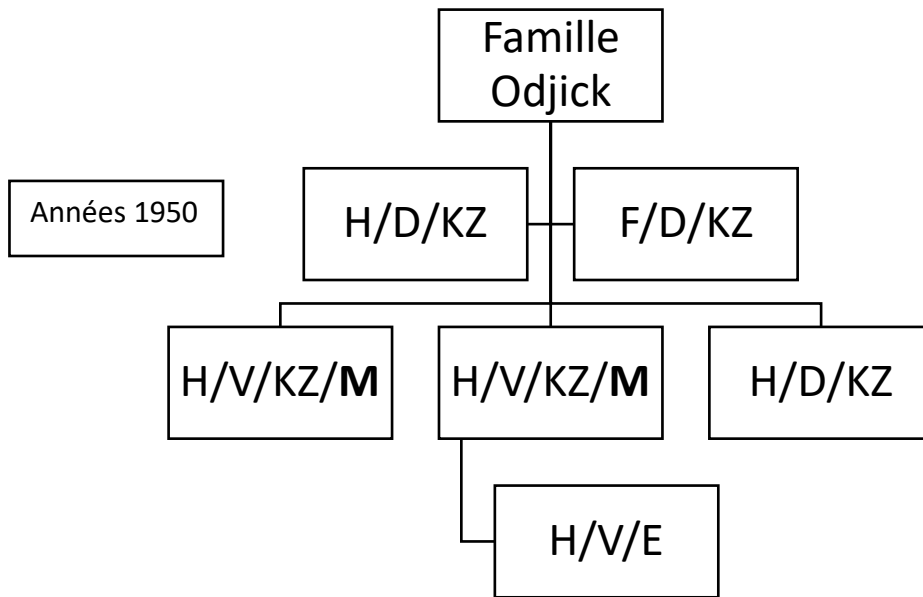 Famille
Odjick
Années 1950
H/D/KZ
F/D/KZ
H/V/KZ/M
H/V/KZ/M
H/D/KZ
H/V/E